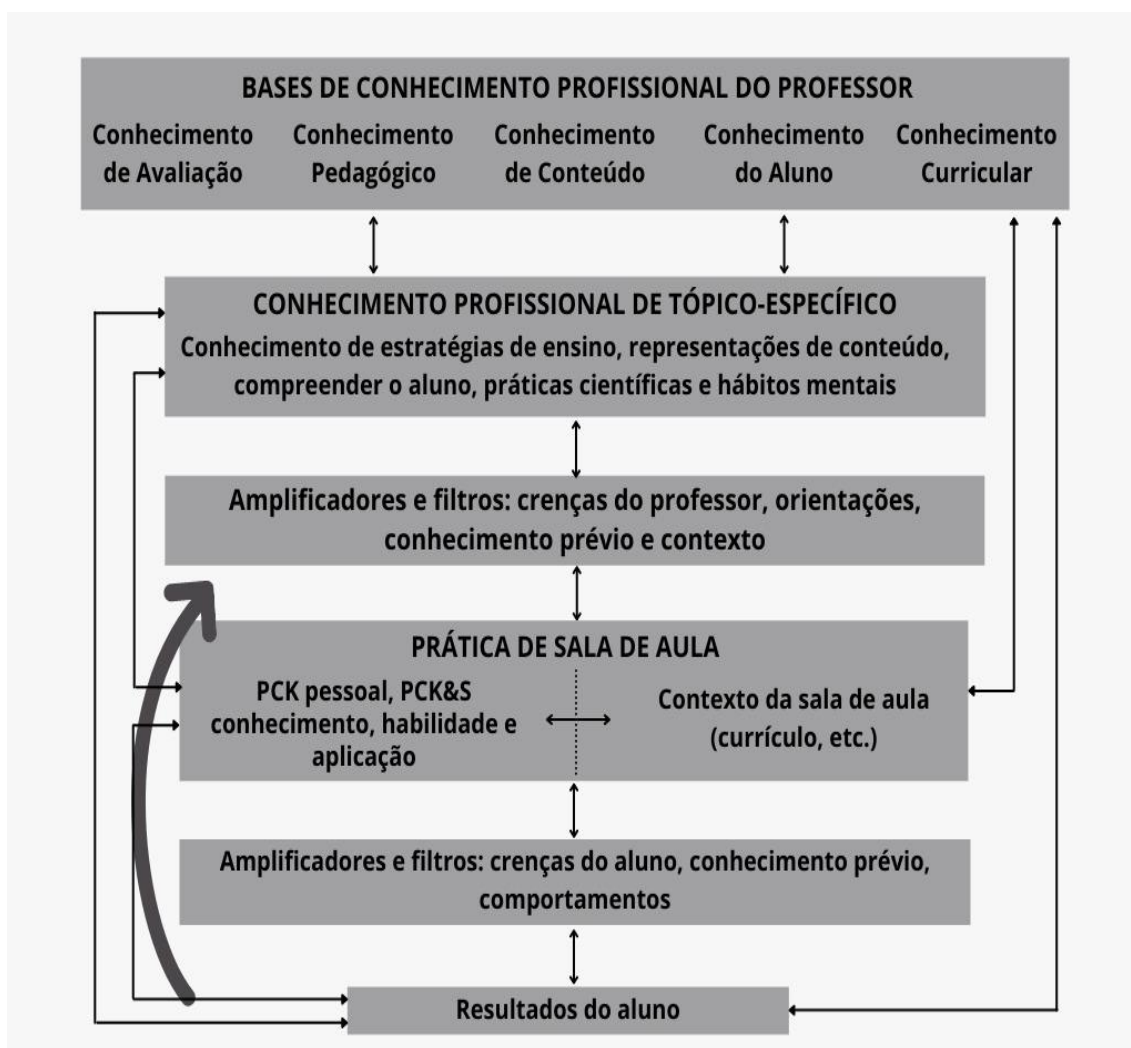 BASES DE CONHECIMENTO PROFISSIONAL DO PROFESSOR
Conhecimento de Avaliação
Conhecimento Pedagógico
Conhecimento de Conteúdo
Conhecimento do Aluno
Conhecimento Curricular
CONHECIMENTO PROFISSIONAL DE TÓPICO-ESPECÍFICO
Conhecimento de estratégias de ensino, representações de conteúdo,
compreender o aluno, práticas científicas e hábitos mentais
Amplificadores e filtros: crenças do professor, orientações,
conhecimento prévio e contexto
PRÁTICA DE SALA DE AULA
PCK pessoal, PCK&S
conhecimento, habilidade e
aplicação
Contexto da sala de aula
(currículo, etc.)
Amplificadores e filtros: crenças do aluno, conhecimento prévio,
comportamentos
Resultados do aluno